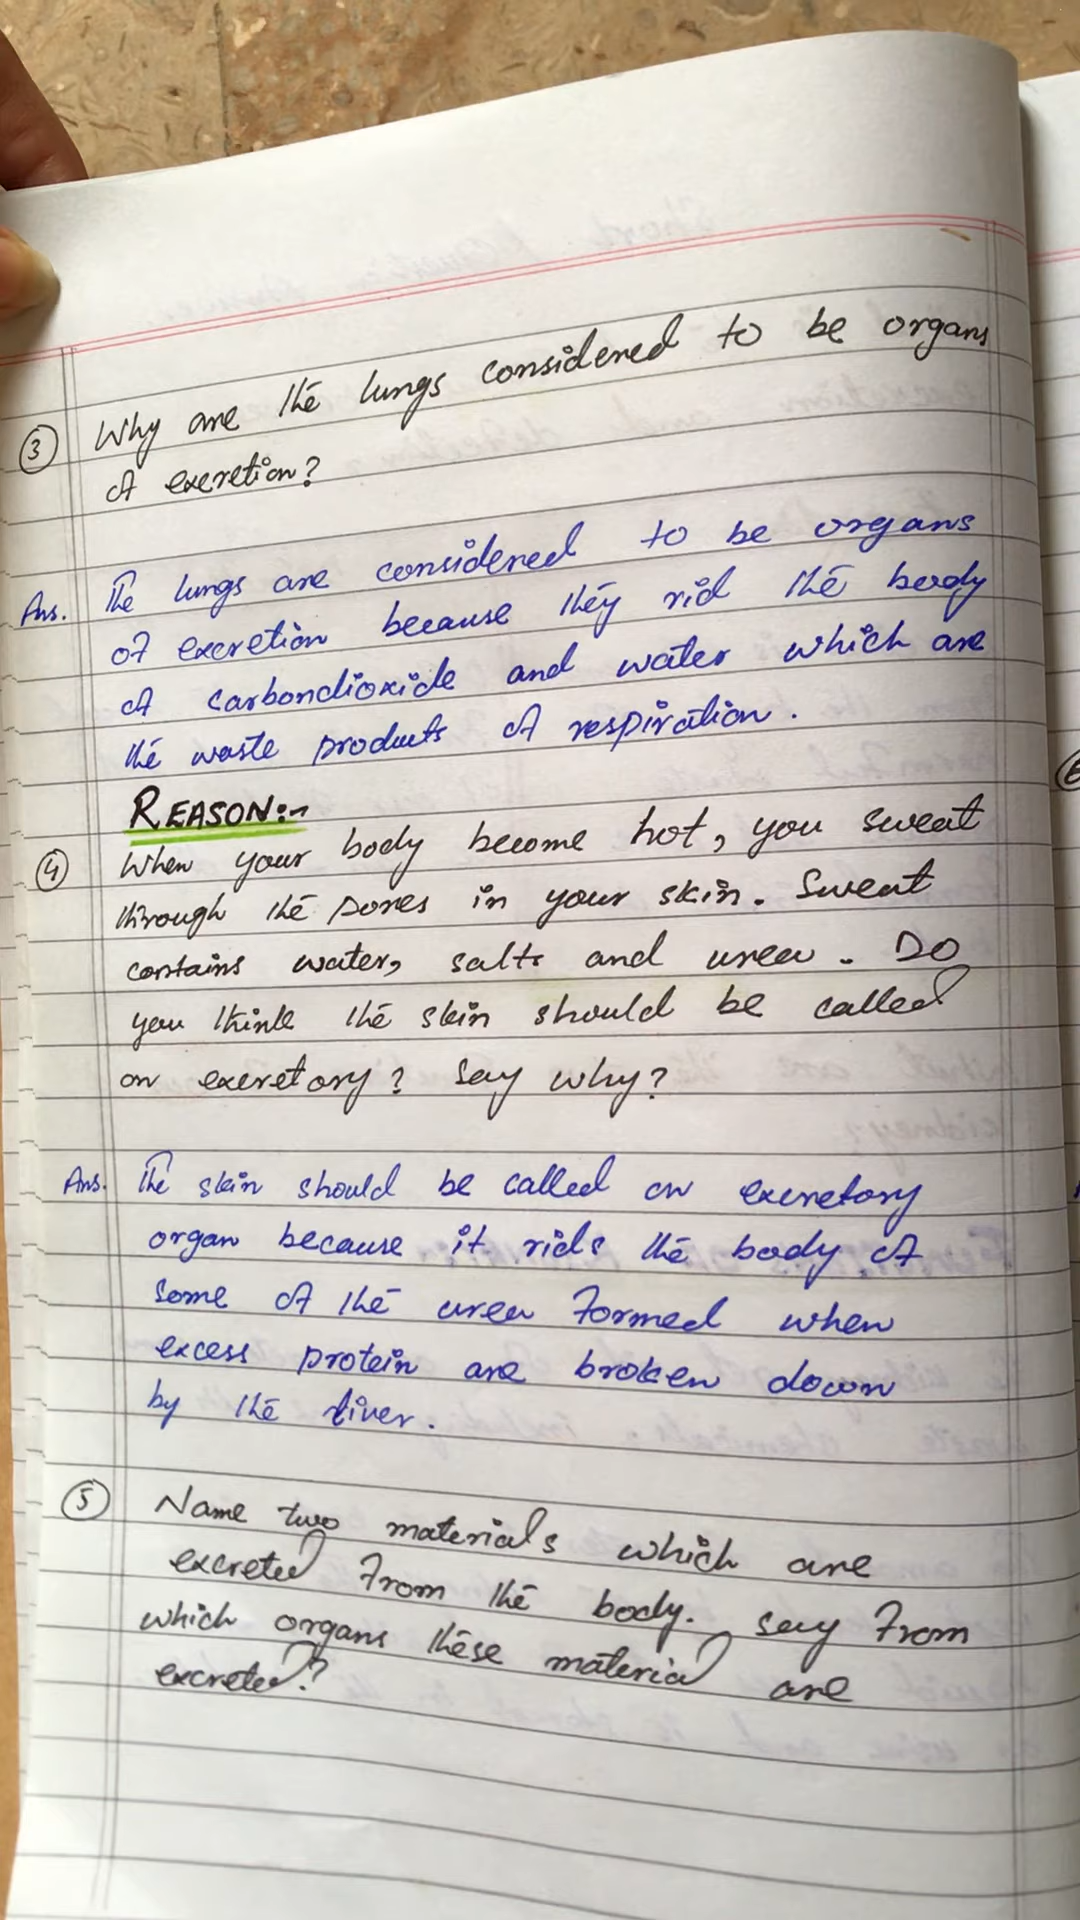 ③ Why are the lungs considered to be organs
of excretion?
Ans. The lungs are considered to be organs
of excretion because they rid the body
of carbondioxide and water which are
the waste products of respiration.
REASON:-
④ When your body become hot, you sweat
through the pores in your skin. Sweat
contains water, salts and urea. Do
you think the skin should be called
an excretory? Say why?
Ans. The skin should be called an excretory
organ because it rids the body of
some of the urea formed when
excess protein are broken down
by the liver.
⑤ Name two materials which are
excreted from the body. Say from
which organs these material are
excreted?